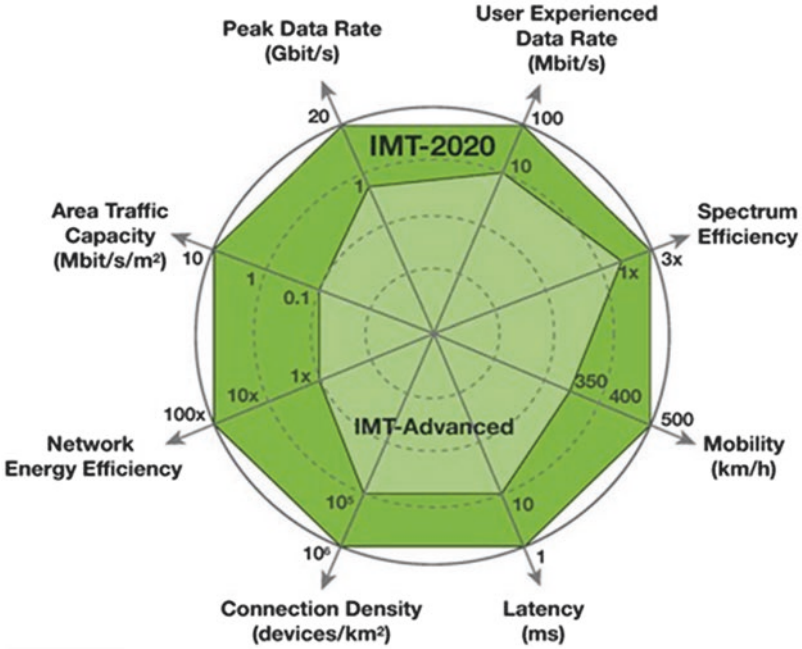 Peak Data Rate
(Gbit/s)
User Experienced
Data Rate
(Mbit/s)
20
100
IMT-2020
1
10
Area Traffic
Capacity
(Mbit/s/m²)
Spectrum
Efficiency
10
1
0.1
1x
3x
1x
10x
100x
350
400
500
Network
Energy Efficiency
IMT-Advanced
Mobility
(km/h)
10⁵
10
10⁶
1
Connection Density
(devices/km²)
Latency
(ms)